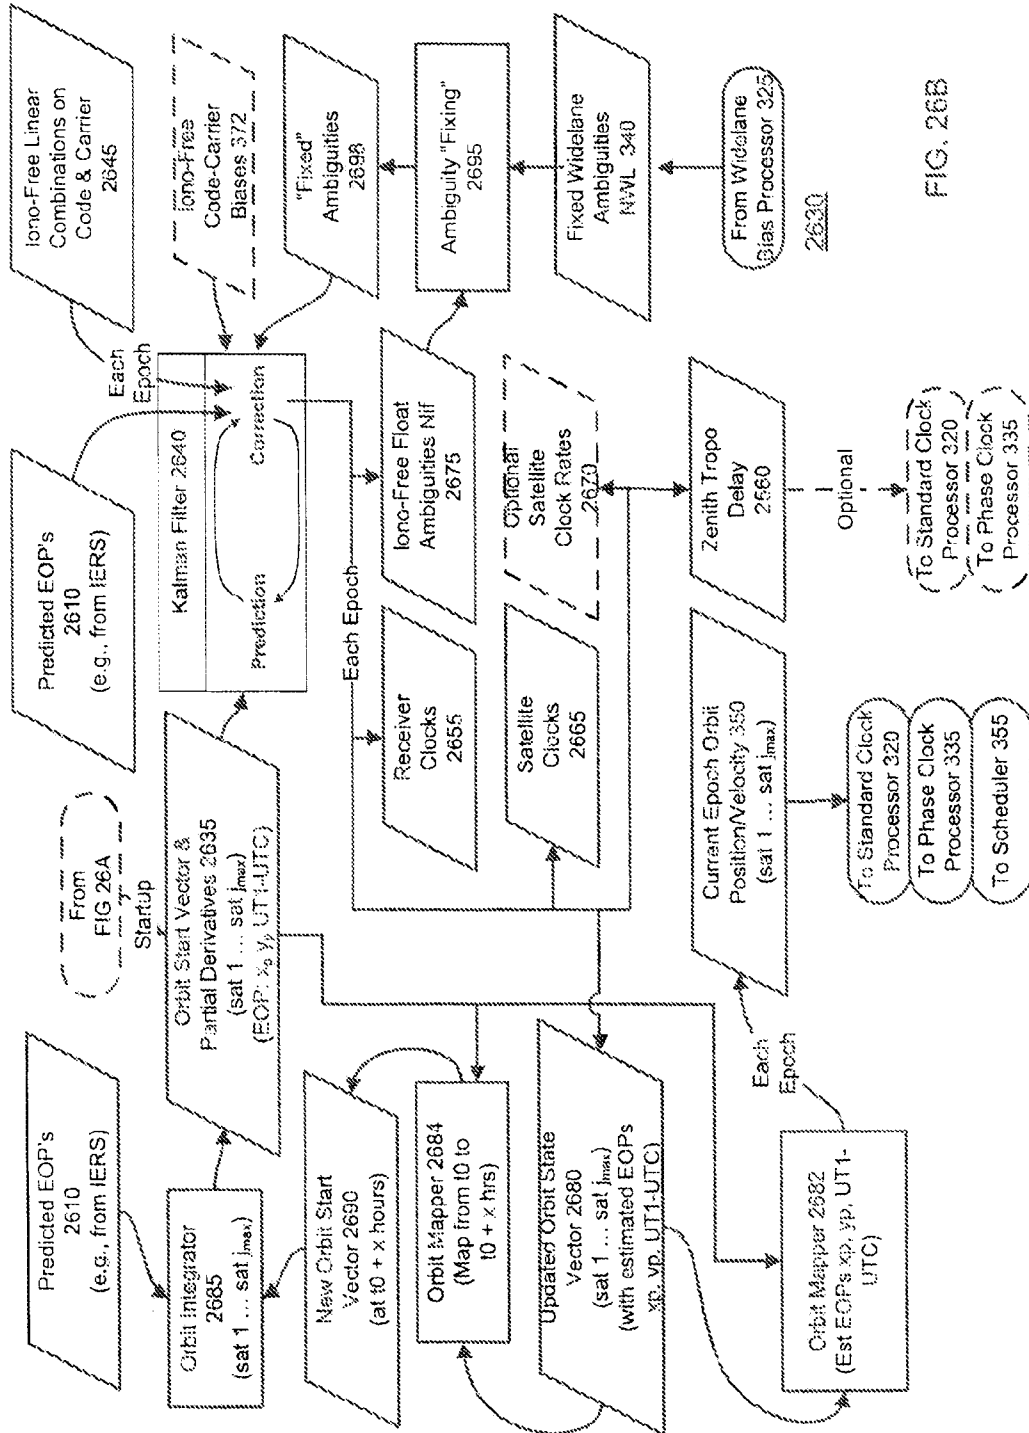 Predicted EOP's
2610
(e.g., from IERS)
From
FIG 26A
Startup
Predicted EOP's
2610
(e.g., from IERS)
Iono-Free Linear
Combinations on
Code & Carrier
2645
Each
Epoch
Orbit Integrator
2685
(sat 1 ... sat jmax)
Orbit Start Vector &
Partial Derivatives 2635
(sat 1 ... sat jmax)
(EOP: xp yp, UT1-UTC)
Kalman Filter 2640
Prediction
Correction
Iono-Free
Code-Carrier
Biases 372
New Orbit Start
Vector 2690
(at t0 + x hours)
Each Epoch
"Fixed"
Ambiguities
2698
Orbit Mapper 2684
(Map from t0 to
t0 + x hrs)
Receiver
Clocks
2655
Iono-Free Float
Ambiguities Nif
2675
Ambiguity "Fixing"
2695
Updated Orbit State
Vector 2680
(sat 1 ... sat jmax)
(with estimated EOPs
xp, yp, UT1-UTC)
Satellite
Clocks
2665
Optional
Satellite
Clock Rates
2670
Fixed Widelane
Ambiguities
NWL 340
Each
Epoch
Current Epoch Orbit
Position/Velocity 350
(sat 1 ... sat jmax)
Zenith Tropo
Delay
2660
From Widelane
Bias Processor 325
Orbit Mapper 2682
(Est EOPs xp, yp, UT1-
UTC)
Optional
2630
To Standard Clock
Processor 320
To Phase Clock
Processor 335
To Scheduler 355
To Standard Clock
Processor 320
To Phase Clock
Processor 335
FIG. 26B